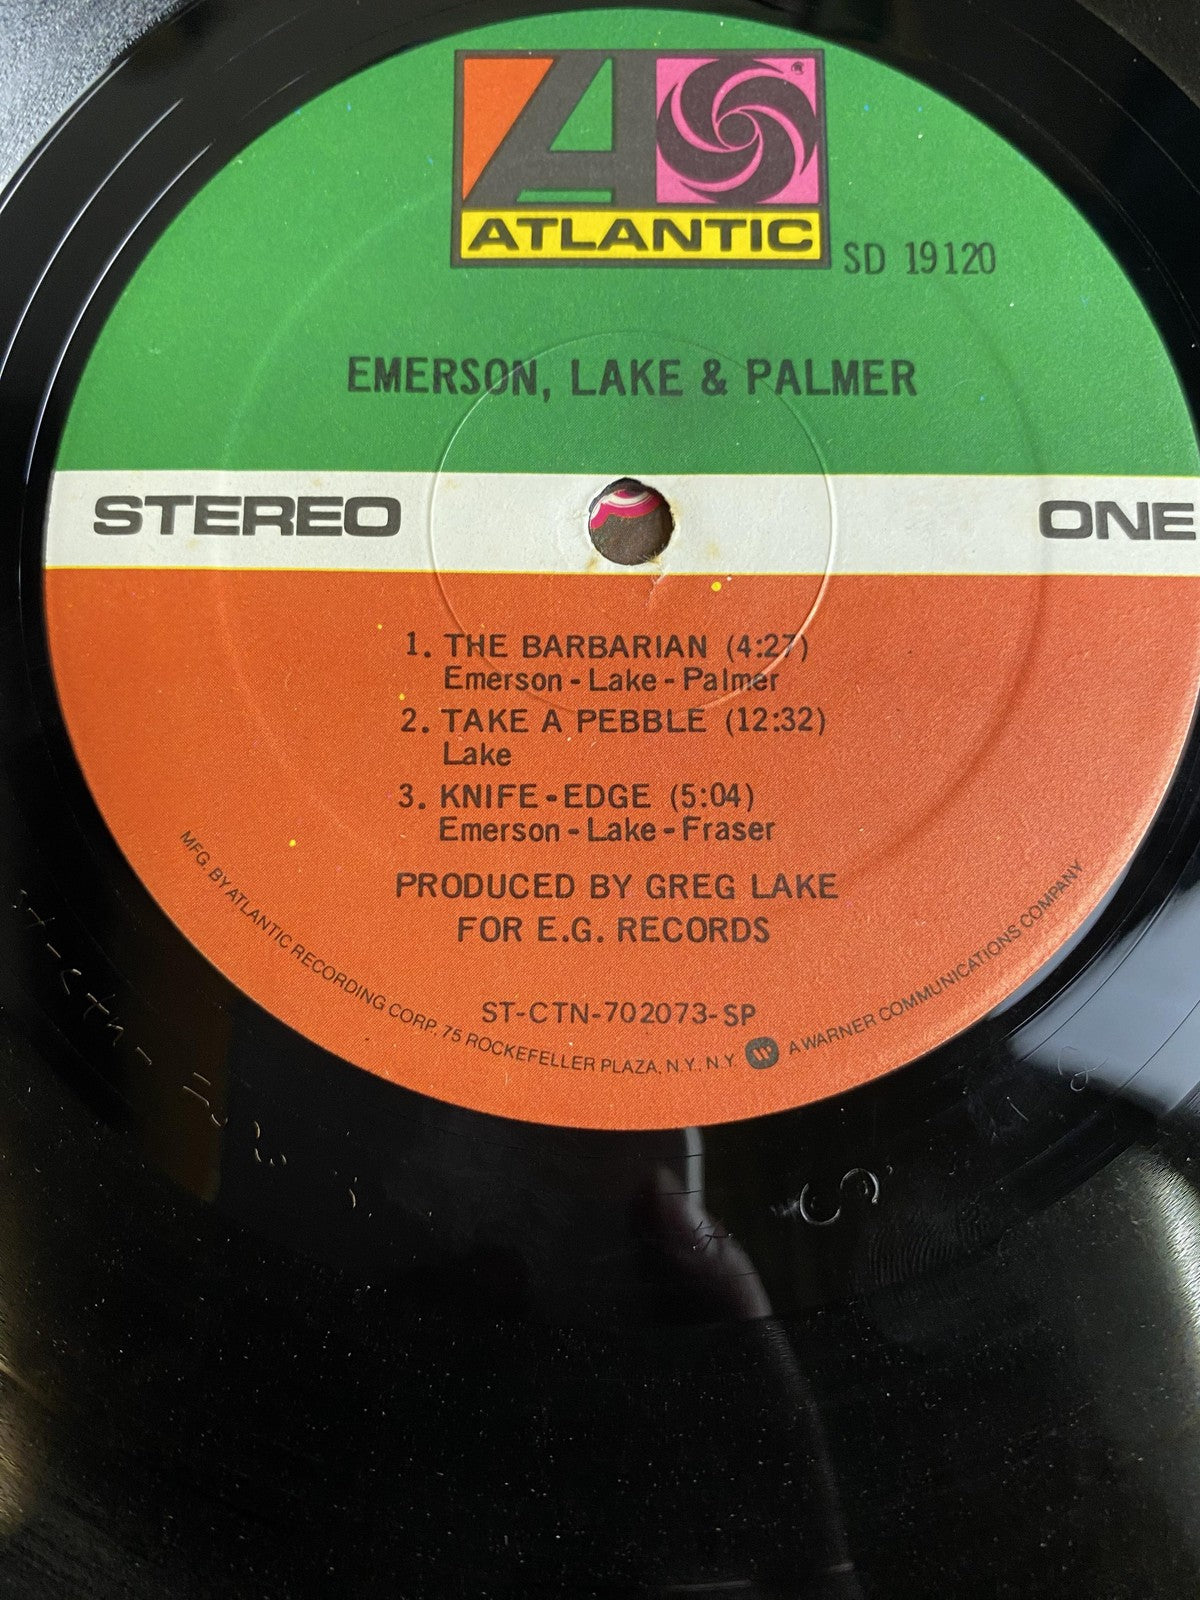 ATLANTIC
SD 19120
EMERSON, LAKE & PALMER
STEREO
ONE
1. THE BARBARIAN (4:27)
Emerson - Lake - Palmer
2. TAKE A PEBBLE (12:32)
Lake
3. KNIFE - EDGE (5:04)
Emerson - Lake - Fraser
PRODUCED BY GREG LAKE
FOR E.G. RECORDS
ST-CTN-702073-SP
MFG. BY ATLANTIC RECORDING CORP. 75 ROCKEFELLER PLAZA, N.Y., N.Y. A WARNER COMMUNICATIONS COMPANY